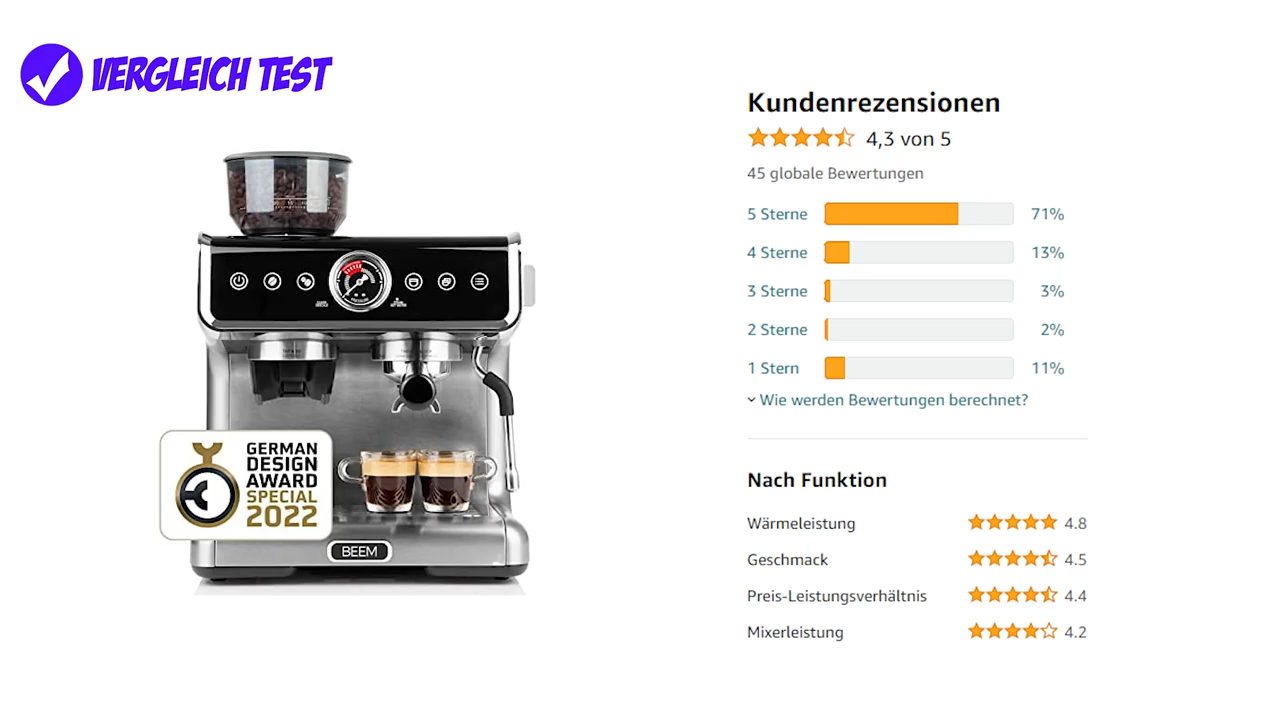 VERGLEICH TEST
Kundenrezensionen
4,3 von 5
45 globale Bewertungen
5 Sterne 71%
4 Sterne 13%
3 Sterne 3%
2 Sterne 2%
1 Stern 11%
Wie werden Bewertungen berechnet?
GERMAN
DESIGN
AWARD
SPECIAL
2022
BEEM
Nach Funktion
Wärmeleistung 4.8
Geschmack 4.5
Preis-Leistungsverhältnis 4.4
Mixerleistung 4.2